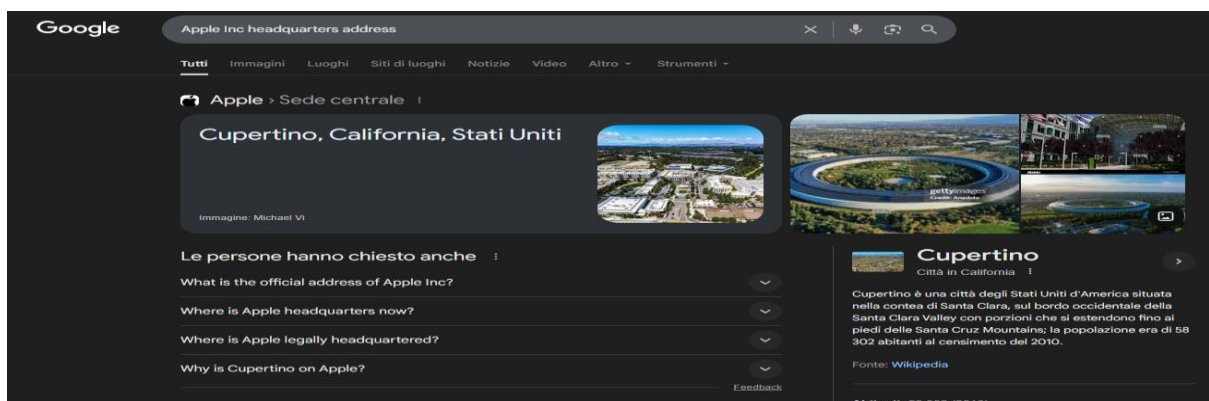 Google
Apple Inc headquarters address
Tutti Immagini Luoghi Siti di luoghi Notizie Video Altro Strumenti
Apple › Sede centrale
Cupertino, California, Stati Uniti
Immagine: Michael Vi
gettyimages
Credit: Anadolu
Le persone hanno chiesto anche
What is the official address of Apple Inc?
Where is Apple headquarters now?
Where is Apple legally headquartered?
Why is Cupertino on Apple?
Feedback
Cupertino
Città in California
Cupertino è una città degli Stati Uniti d'America situata
nella contea di Santa Clara, sul bordo occidentale della
Santa Clara Valley con porzioni che si estendono fino ai
piedi delle Santa Cruz Mountains; la popolazione era di 58
302 abitanti al censimento del 2010.
Fonte: Wikipedia